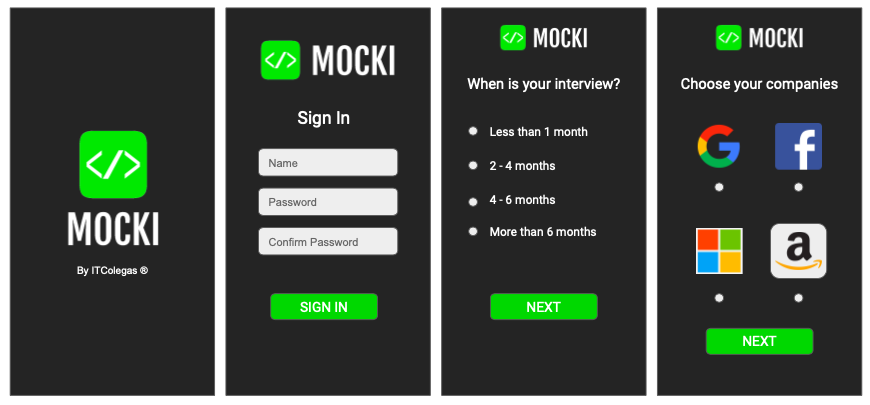 </>
MOCKI
By ITColegas ®
</> MOCKI
Sign In
Name
Password
Confirm Password
SIGN IN
</> MOCKI
When is your interview?
Less than 1 month
2 - 4 months
4 - 6 months
More than 6 months
NEXT
</> MOCKI
Choose your companies
f
a
NEXT